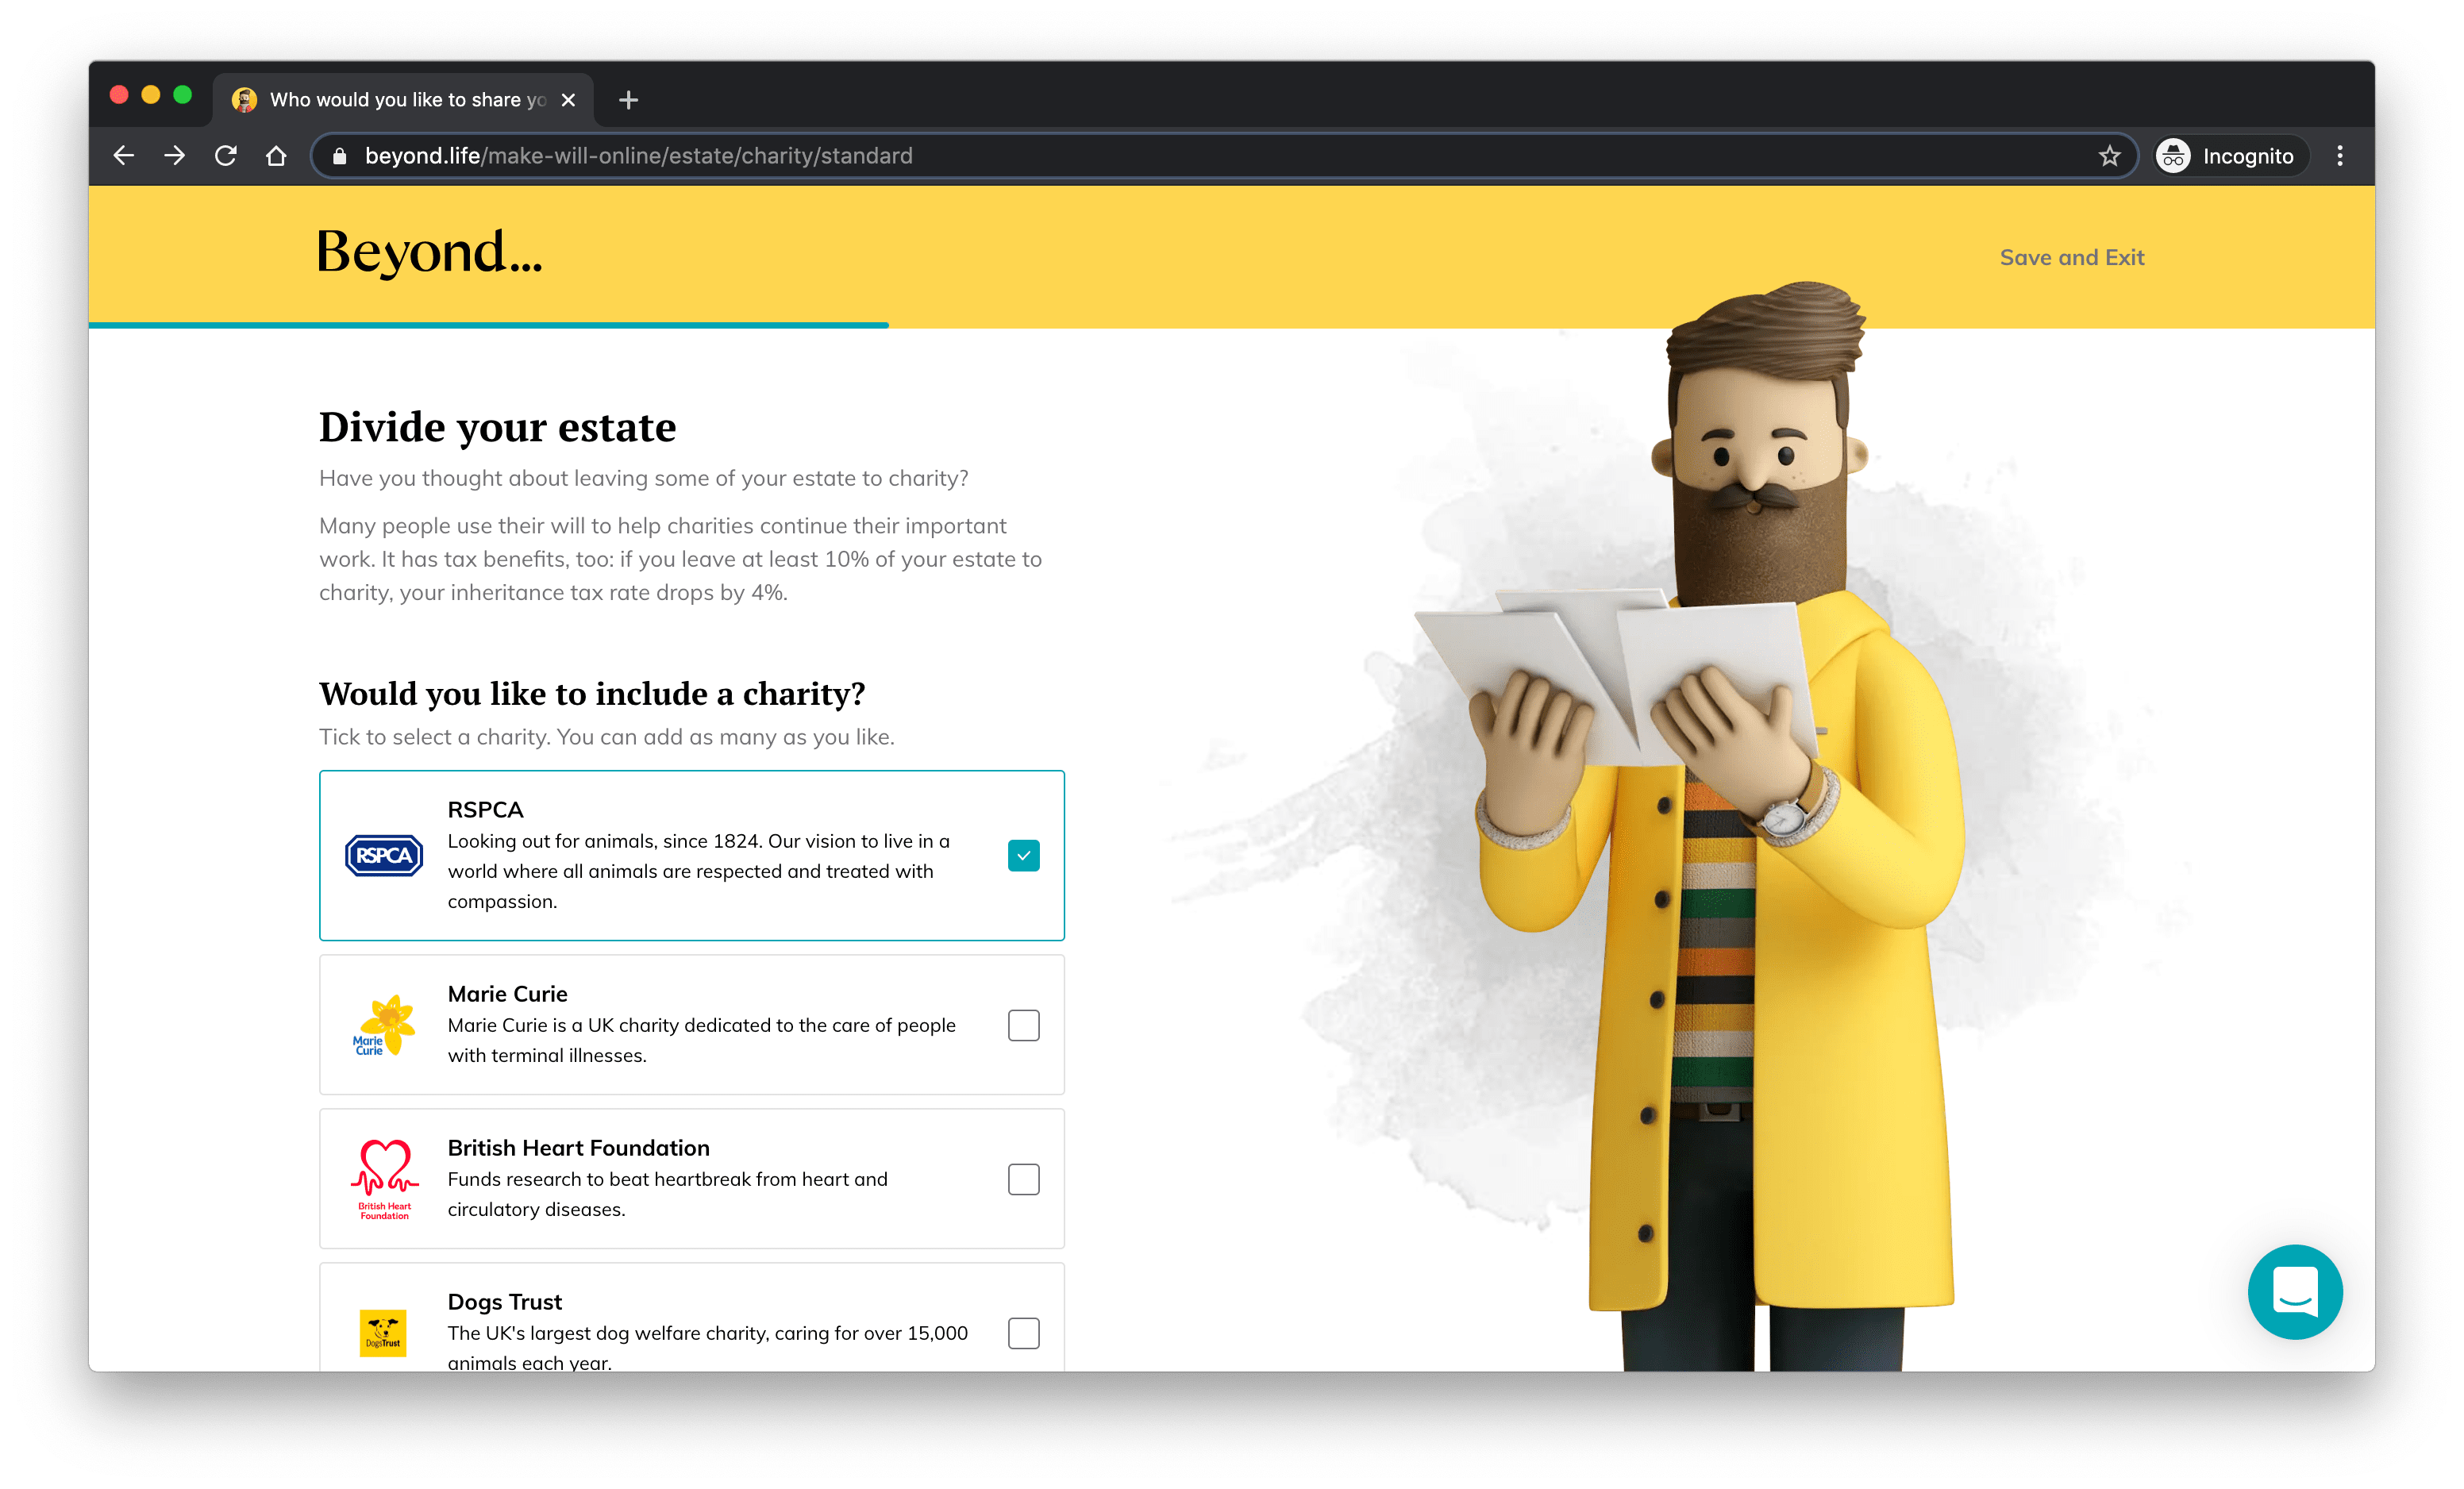 Who would you like to share yo
beyond.life/make-will-online/estate/charity/standard
Incognito
Beyond...
Save and Exit
Divide your estate
Have you thought about leaving some of your estate to charity?
Many people use their will to help charities continue their important
work. It has tax benefits, too: if you leave at least 10% of your estate to
charity, your inheritance tax rate drops by 4%.
Would you like to include a charity?
Tick to select a charity. You can add as many as you like.
RSPCA
RSPCA
Looking out for animals, since 1824. Our vision to live in a
world where all animals are respected and treated with
compassion.
Marie
Curie
Marie Curie
Marie Curie is a UK charity dedicated to the care of people
with terminal illnesses.
British Heart
Foundation
British Heart Foundation
Funds research to beat heartbreak from heart and
circulatory diseases.
DogsTrust
Dogs Trust
The UK's largest dog welfare charity, caring for over 15,000
animals each year.